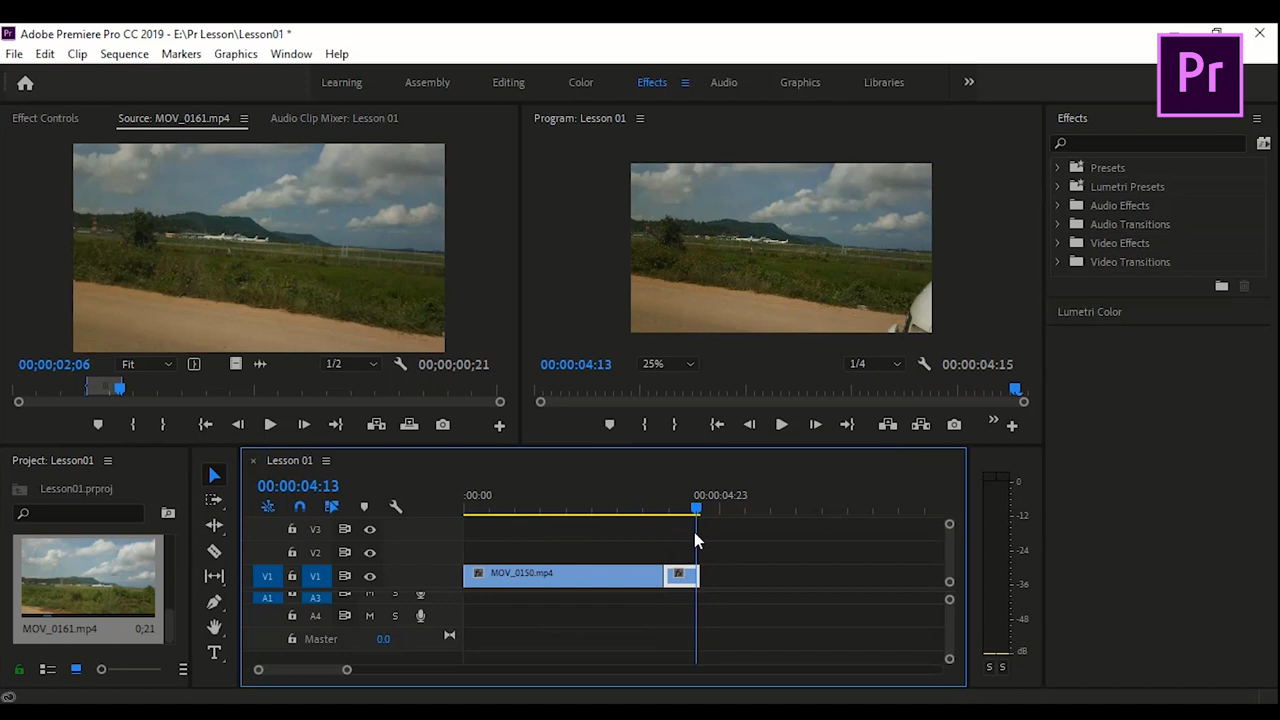 Pr Adobe Premiere Pro CC 2019 - E:\Pr Lesson\Lesson01 *
File Edit Clip Sequence Markers Graphics Window Help
Pr
Learning Assembly Editing Color Effects Audio Graphics Libraries
Effect Controls Source: MOV_0161.mp4 Audio Clip Mixer: Lesson 01
Program: Lesson 01
Effects
Presets
Lumetri Presets
Audio Effects
Audio Transitions
Video Effects
Video Transitions
Lumetri Color
00;00;02;06 Fit 1/2 00;00;00;21
00:00:04:13 25% 1/4 00:00:04:15
Project: Lesson01
Lesson01.prproj
MOV_0161.mp4 0;21
Lesson 01
00:00:04:13
:00:00 00:00:04:23
V3
V2
V1 V1 MOV_0150.mp4
A1 A3 M S
A4 M S
Master 0.0
0
-12
-24
-36
-48
dB
S S